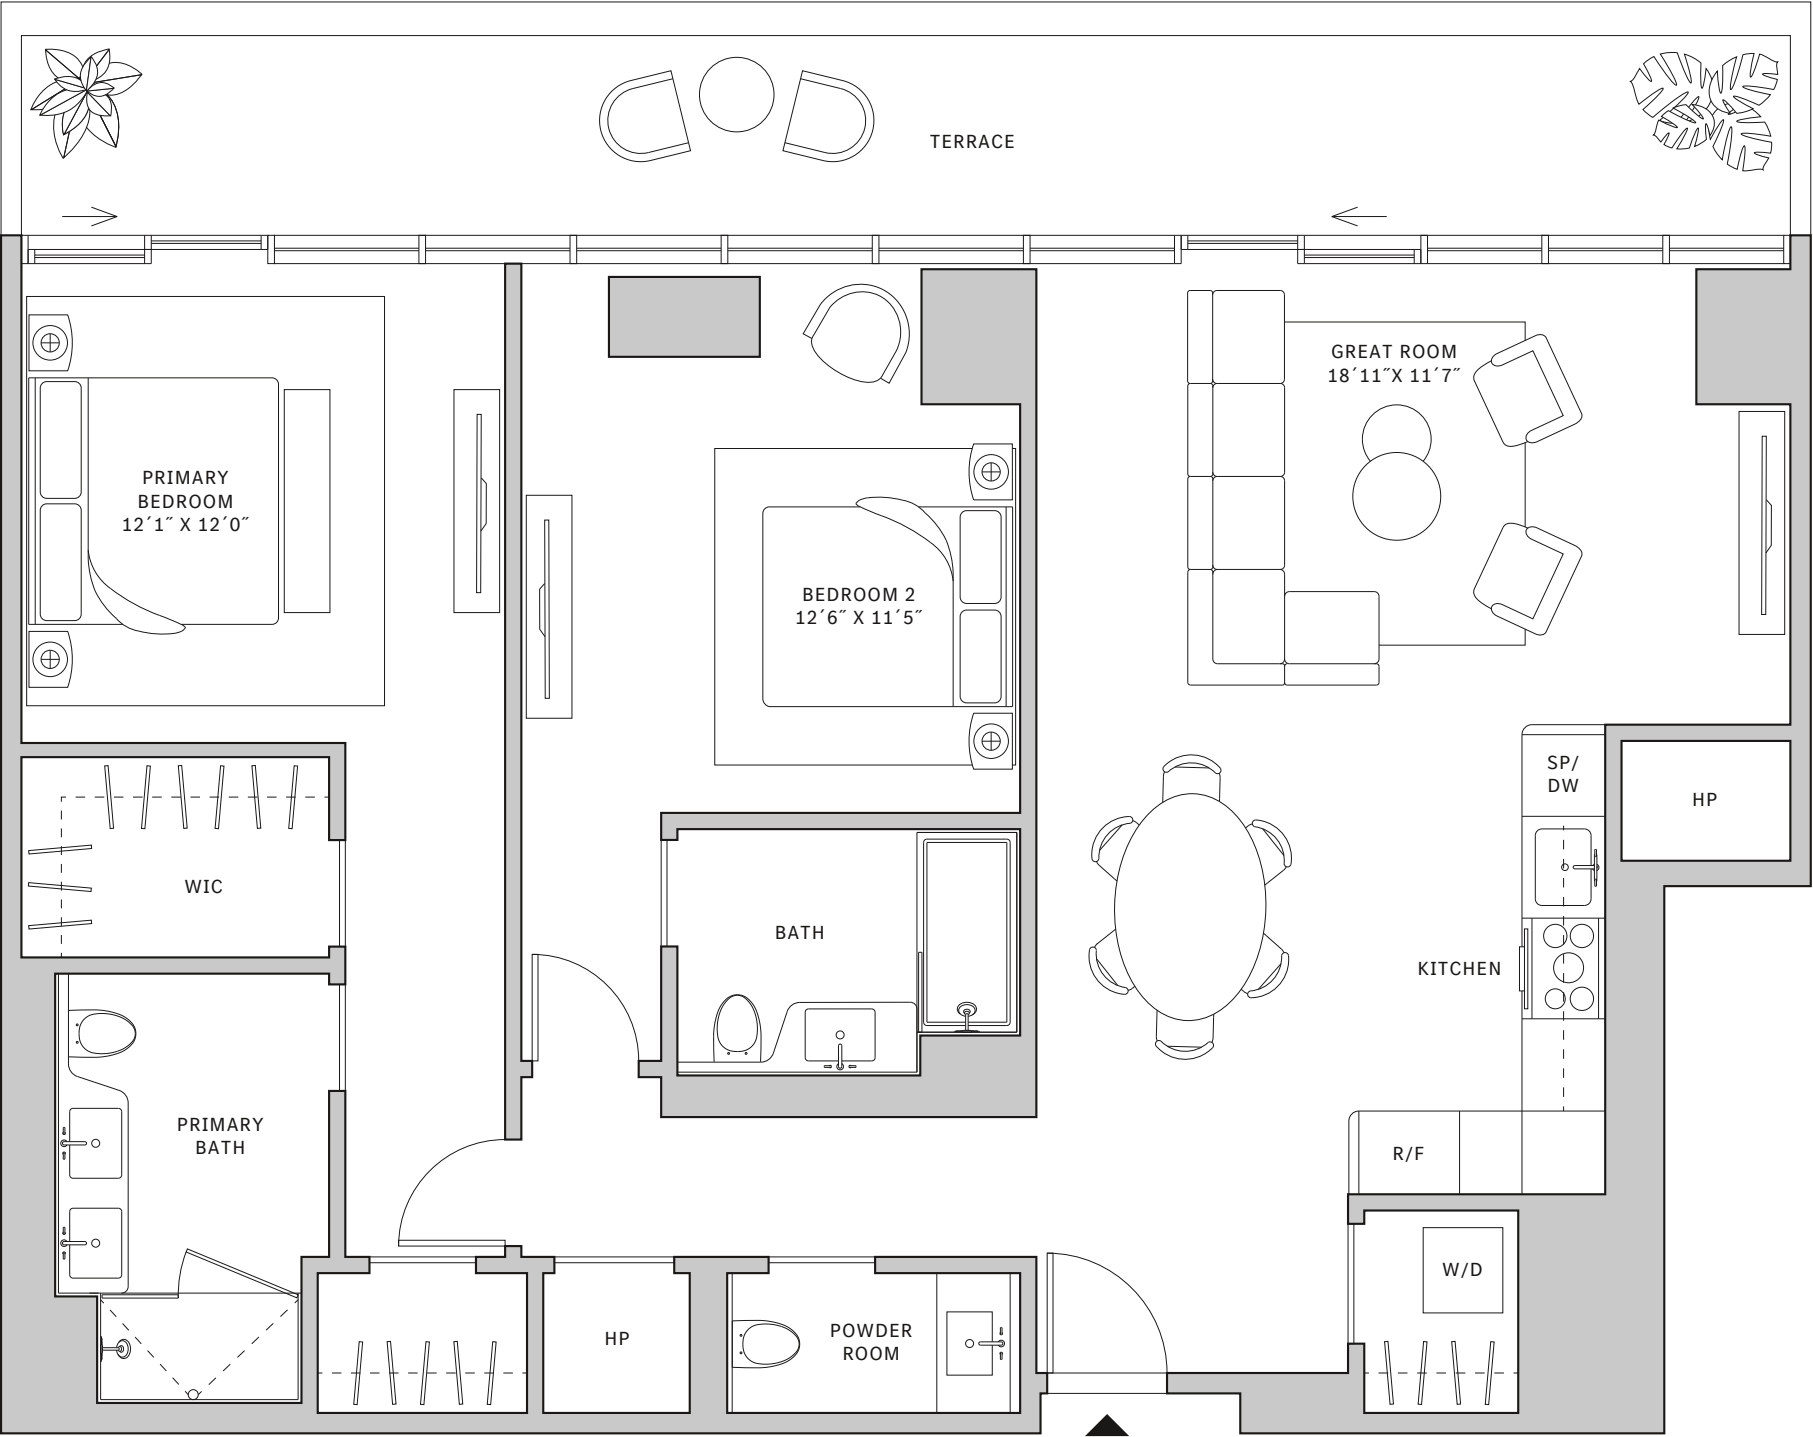 TERRACE
GREAT ROOM
18´11˝X 11´7˝
PRIMARY
BEDROOM
12´1˝ X 12´0˝
BEDROOM 2
12´6˝ X 11´5˝
SP/
DW
HP
WIC
BATH
KITCHEN
PRIMARY
BATH
R/F
W/D
HP
POWDER
ROOM